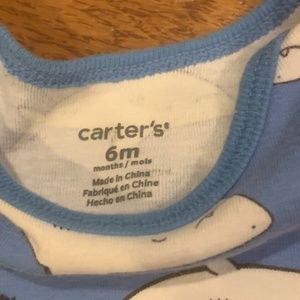 carter's®
6m
months / mois
Made in China
Fabriqué en Chine
Hecho en China